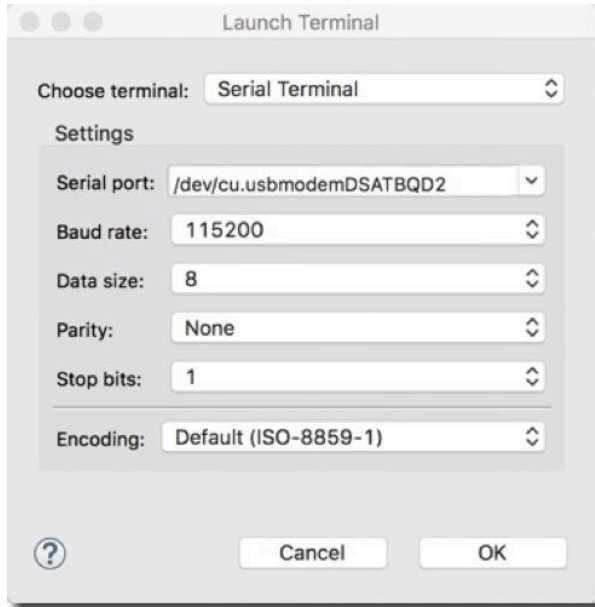 Launch Terminal
Choose terminal: Serial Terminal
Settings
Serial port: /dev/cu.usbmodemDSATBQD2
Baud rate: 115200
Data size: 8
Parity: None
Stop bits: 1
Encoding: Default (ISO-8859-1)
? Cancel OK